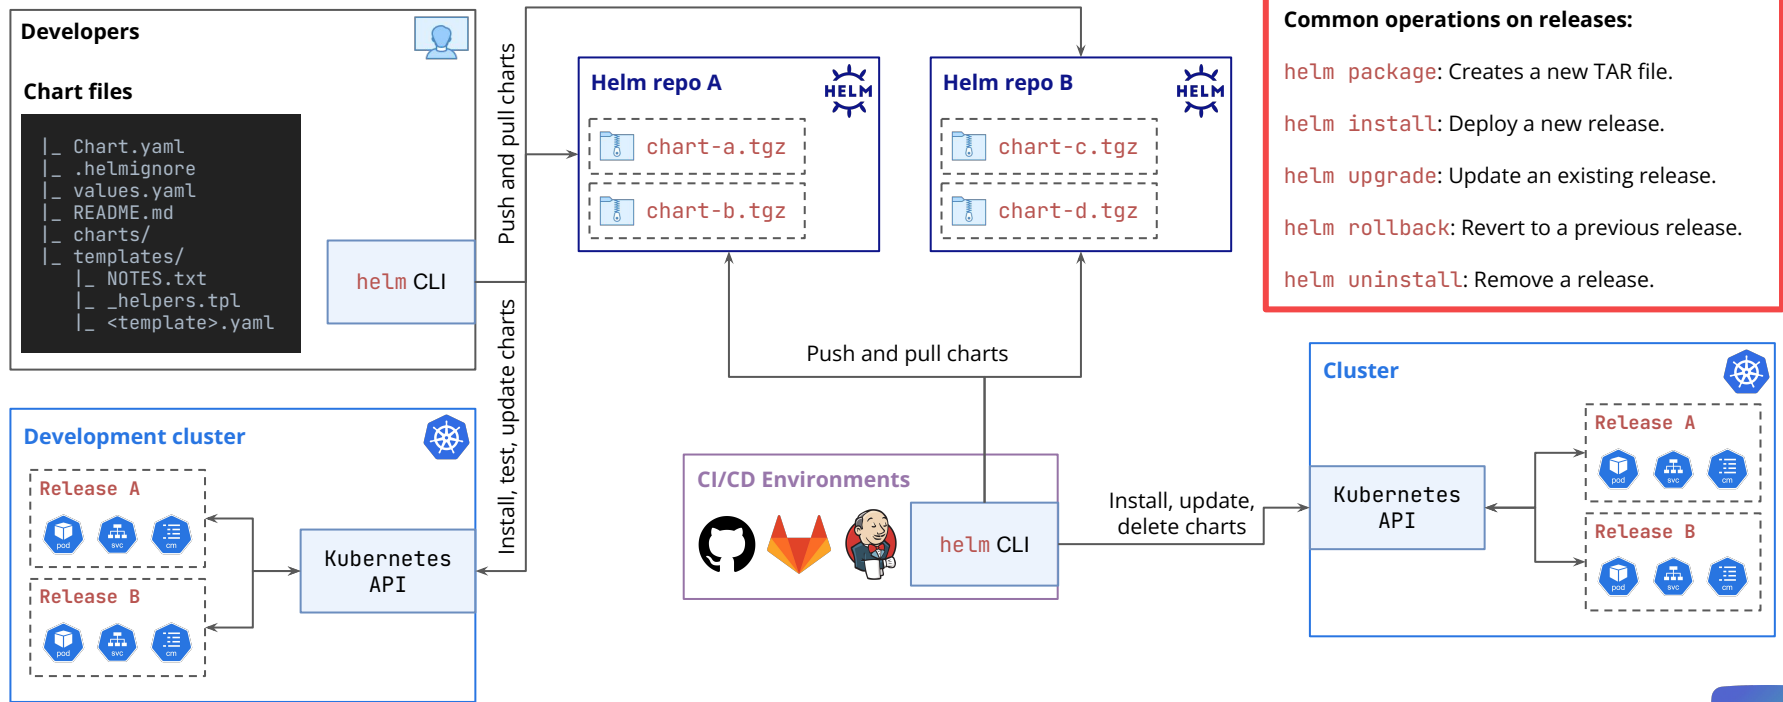 Developers
Chart files
|_ Chart.yaml
|_ .helmignore
|_ values.yaml
|_ README.md
|_ charts/
|_ templates/
|_ NOTES.txt
|_ _helpers.tpl
|_ <template>.yaml
helm CLI
Push and pull charts
Install, test, update charts
Helm repo A
HELM
chart-a.tgz
chart-b.tgz
Helm repo B
HELM
chart-c.tgz
chart-d.tgz
Common operations on releases:
helm package: Creates a new TAR file.
helm install: Deploy a new release.
helm upgrade: Update an existing release.
helm rollback: Revert to a previous release.
helm uninstall: Remove a release.
Push and pull charts
Development cluster
Release A
pod
svc
cm
Release B
pod
svc
cm
Kubernetes
API
CI/CD Environments
helm CLI
Install, update,
delete charts
Cluster
Kubernetes
API
Release A
pod
svc
cm
Release B
pod
svc
cm